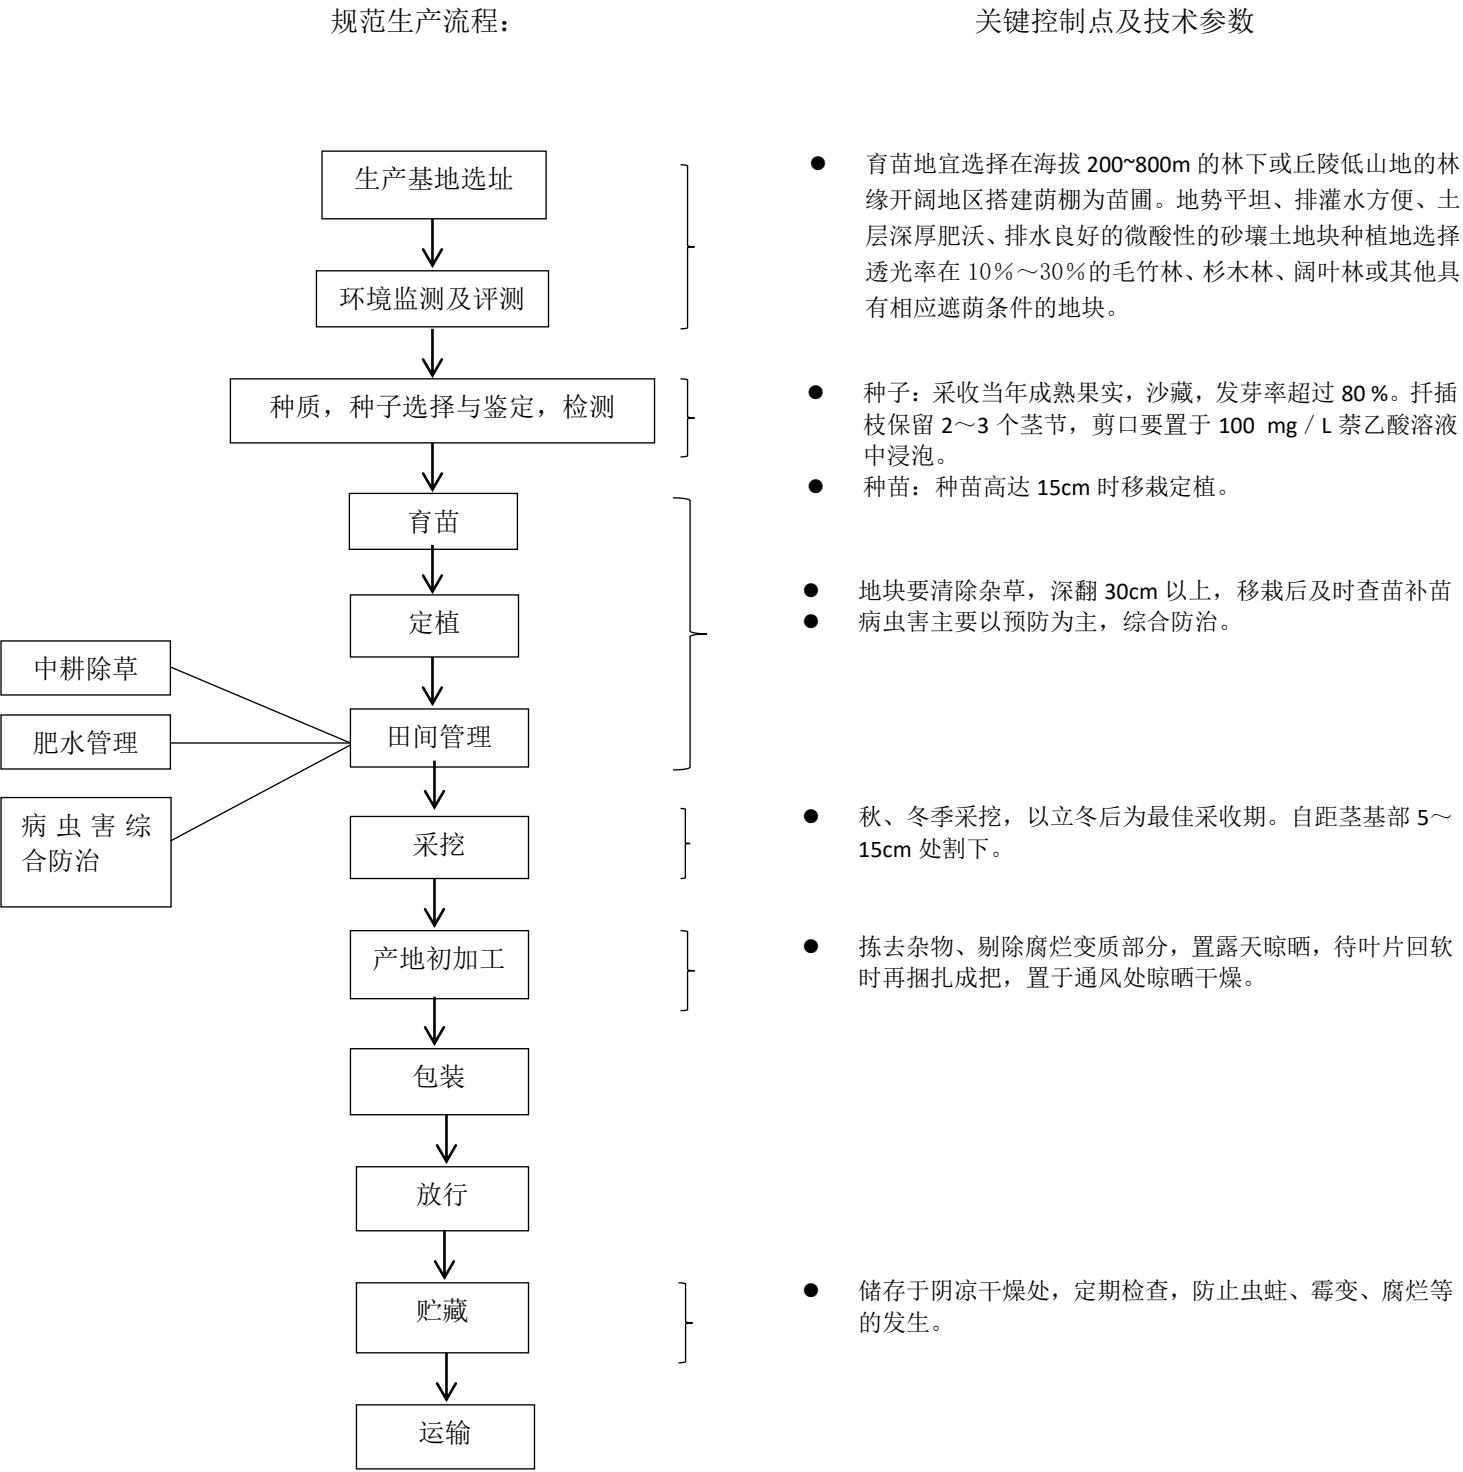 规范生产流程：
关键控制点及技术参数
生产基地选址
环境监测及评测
种质，种子选择与鉴定，检测
育苗
定植
田间管理
中耕除草
肥水管理
病虫害综
合防治
采挖
产地初加工
包装
放行
贮藏
运输
● 育苗地宜选择在海拔 200~800m 的林下或丘陵低山地的林
缘开阔地区搭建荫棚为苗圃。地势平坦、排灌水方便、土
层深厚肥沃、排水良好的微酸性的砂壤土地块种植地选择
透光率在 10％～30％的毛竹林、杉木林、阔叶林或其他具
有相应遮荫条件的地块。
● 种子：采收当年成熟果实，沙藏，发芽率超过 80 %。扦插
枝保留 2～3 个茎节，剪口要置于 100 mg / L 萘乙酸溶液
中浸泡。
● 种苗：种苗高达 15cm 时移栽定植。
● 地块要清除杂草，深翻 30cm 以上，移栽后及时查苗补苗
● 病虫害主要以预防为主，综合防治。
● 秋、冬季采挖，以立冬后为最佳采收期。自距茎基部 5～
15cm 处割下。
● 拣去杂物、剔除腐烂变质部分，置露天晾晒，待叶片回软
时再捆扎成把，置于通风处晾晒干燥。
● 储存于阴凉干燥处，定期检查，防止虫蛀、霉变、腐烂等
的发生。